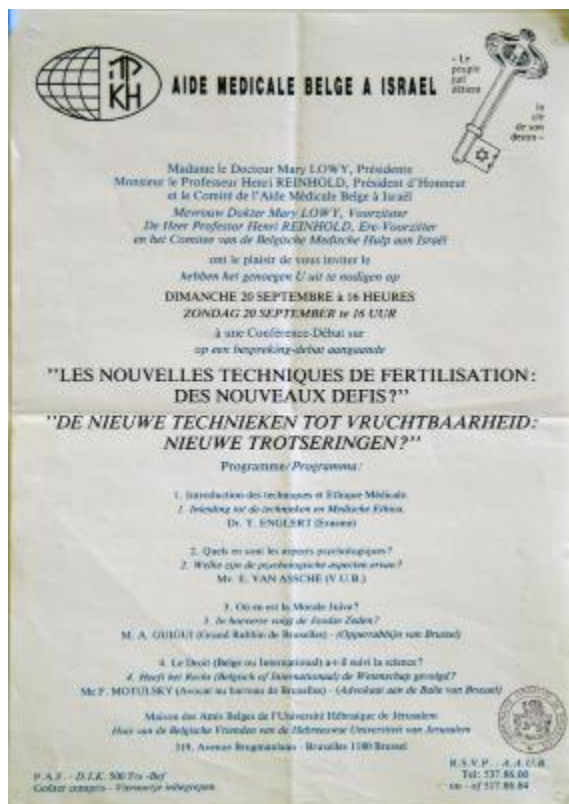 AIDE MEDICALE BELGE A ISRAEL
« Le
peuple
juif
détient
la
clé
de son
destin »
Madame le Docteur Mary LOWY, Présidente
Monsieur le Professeur Henri REINHOLD, Président d'Honneur
et le Comité de l'Aide Médicale Belge à Israël
Mevrouw Dokter Mary LOWY, Voorzitster
De Heer Professor Henri REINHOLD, Ere-Voorzitter
en het Comitee van de Belgische Medische Hulp aan Israël
ont le plaisir de vous inviter le
hebben het genoegen U uit te nodigen op
DIMANCHE 20 SEPTEMBRE à 16 HEURES
ZONDAG 20 SEPTEMBER te 16 UUR
à une Conférence-Débat sur
op een bespreking-debat aangaande
"LES NOUVELLES TECHNIQUES DE FERTILISATION:
DES NOUVEAUX DEFIS?"
"DE NIEUWE TECHNIEKEN TOT VRUCHTBAARHEID:
NIEUWE TROTSERINGEN?"
Programme/Programma:
1. Introduction des techniques et Ethique Médicale.
1. Inleiding tot de technieken en Medische Ethica.
Dr. Y. ENGLERT (Erasme)
2. Quels en sont les aspects psychologiques?
2. Welke zijn de psychologische aspecten ervan?
Mv. E. VAN ASSCHE (V.U.B.)
3. Où en est la Morale Juive?
3. In hoeverre volgt de Joodse Zeden?
M. A. GUIGUI (Grand Rabbin de Bruxelles) - (Opperrabbijn van Brussel)
4. Le Droit (Belge ou International) a-t-il suivi la science?
4. Heeft het Recht (Belgisch of Internationaal) de Wetenschap gevolgd?
Me F. MOTULSKY (Avocat au barreau de Bruxelles) - (Advokaat aan de Balie van Brussel)
Maison des Amis Belges de l'Université Hébraïque de Jérusalem
Huis van de Belgische Vrienden van de Hebreeuwse Universiteit van Jerusalem
319, Avenue Brugmannlaan - Bruxelles 1180 Brussel
P.A.F. - D.I.K. 500 Frs -Bef
Goûter compris - Vieruurtje inbegrepen
R.S.V.P. - A.A.U.B.
Tel: 537.86.00
ou - of 517.86.84